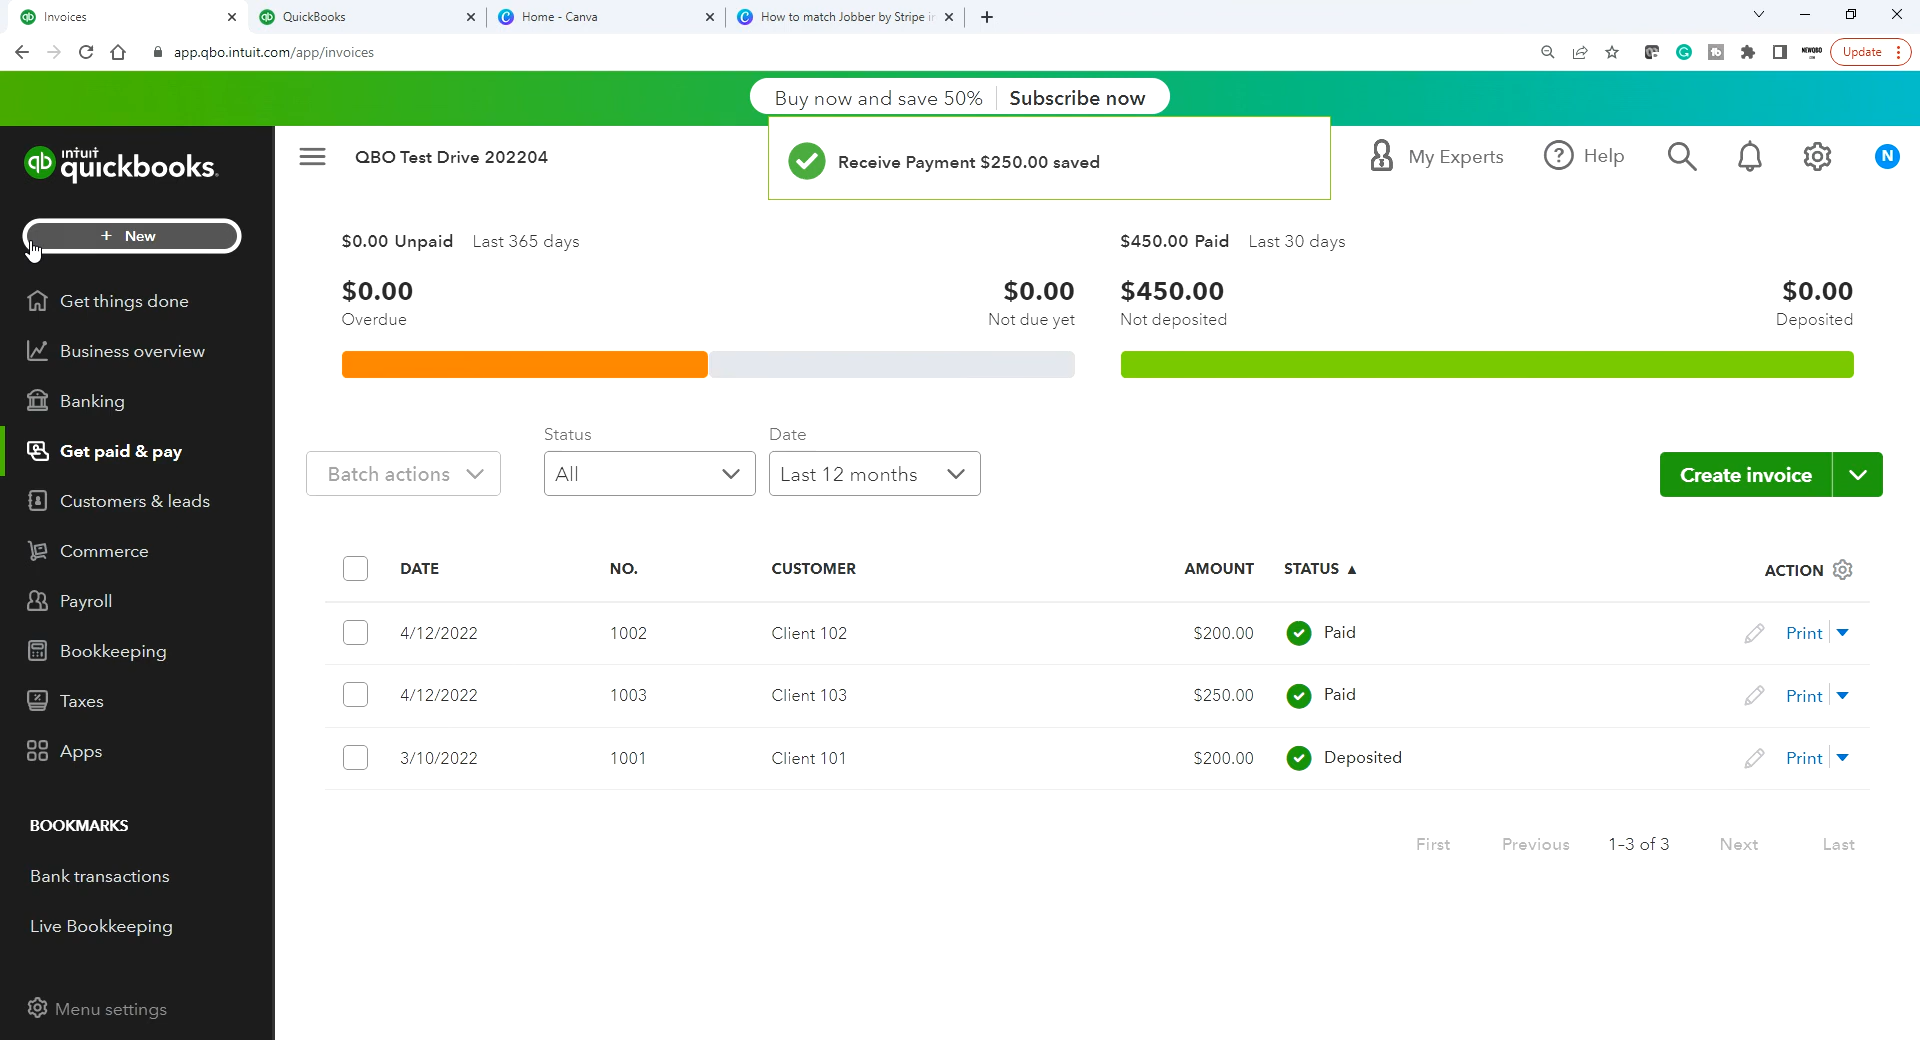 Invoices
QuickBooks
Home - Canva
How to match Jobber by Stripe in
app.qbo.intuit.com/app/invoices
Update
Buy now and save 50% Subscribe now
intuit
quickbooks.
QBO Test Drive 202204
Receive Payment $250.00 saved
My Experts
Help
N
+ New
Get things done
Business overview
Banking
Get paid & pay
Customers & leads
Commerce
Payroll
Bookkeeping
Taxes
Apps
BOOKMARKS
Bank transactions
Live Bookkeeping
Menu settings
$0.00 Unpaid Last 365 days
$450.00 Paid Last 30 days
$0.00 $0.00
Overdue Not due yet
$450.00 $0.00
Not deposited Deposited
Status Date
Batch actions All Last 12 months
Create invoice
DATE NO. CUSTOMER AMOUNT STATUS ▲ ACTION
4/12/2022 1002 Client 102 $200.00 Paid Print
4/12/2022 1003 Client 103 $250.00 Paid Print
3/10/2022 1001 Client 101 $200.00 Deposited Print
First Previous 1-3 of 3 Next Last